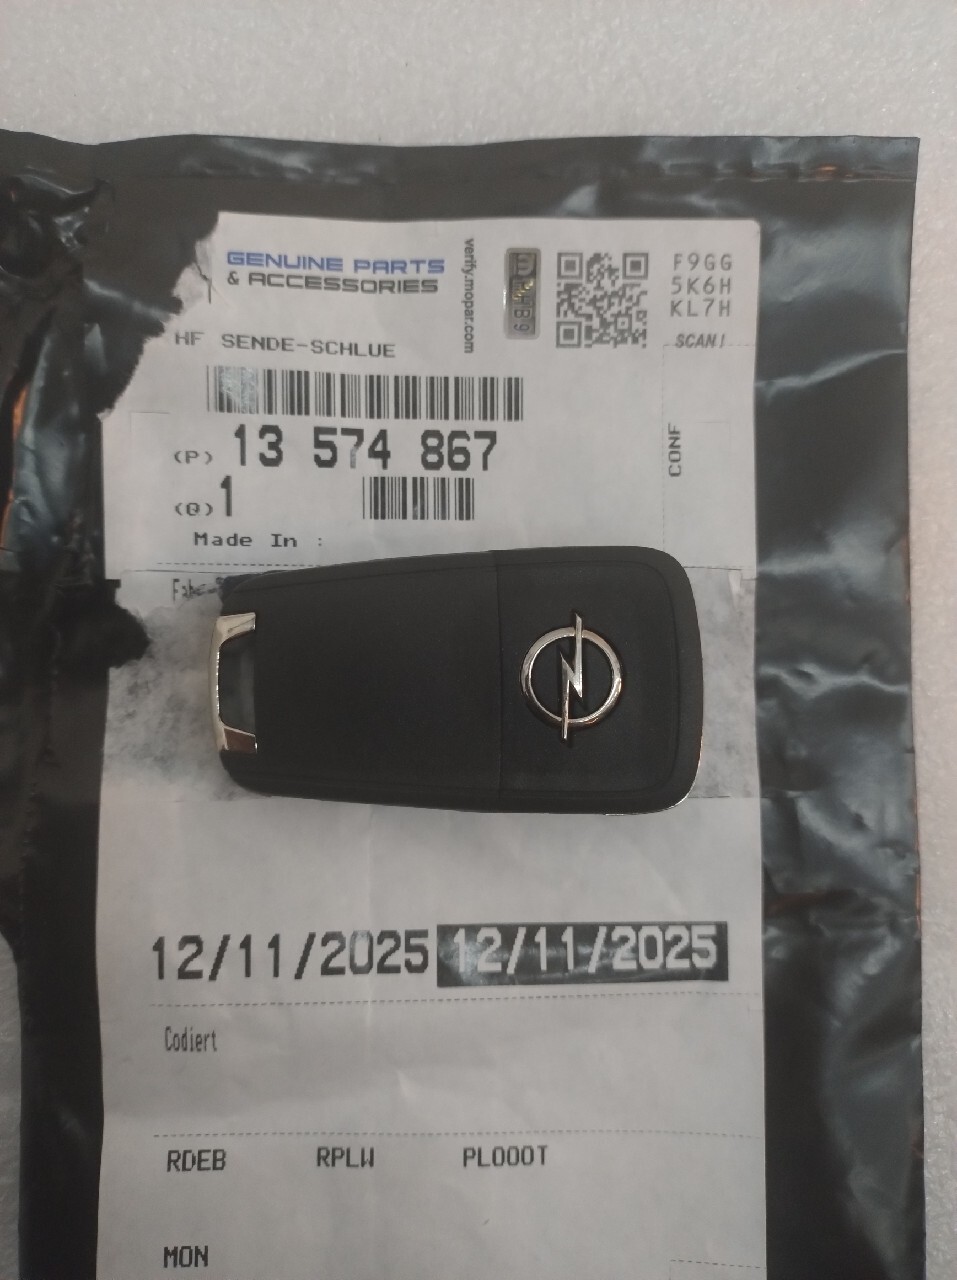 GENUINE PARTS
& ACCESSORIES
verify.mopar.com
F9GG
5K6H
KL7H
SCAN!
HF SENDE-SCHLUE
(P) 13 574 867
CONF
(Q) 1
Made In :
12/11/2025 12/11/2025
Codiert
RDEB RPLW PL000T
MON